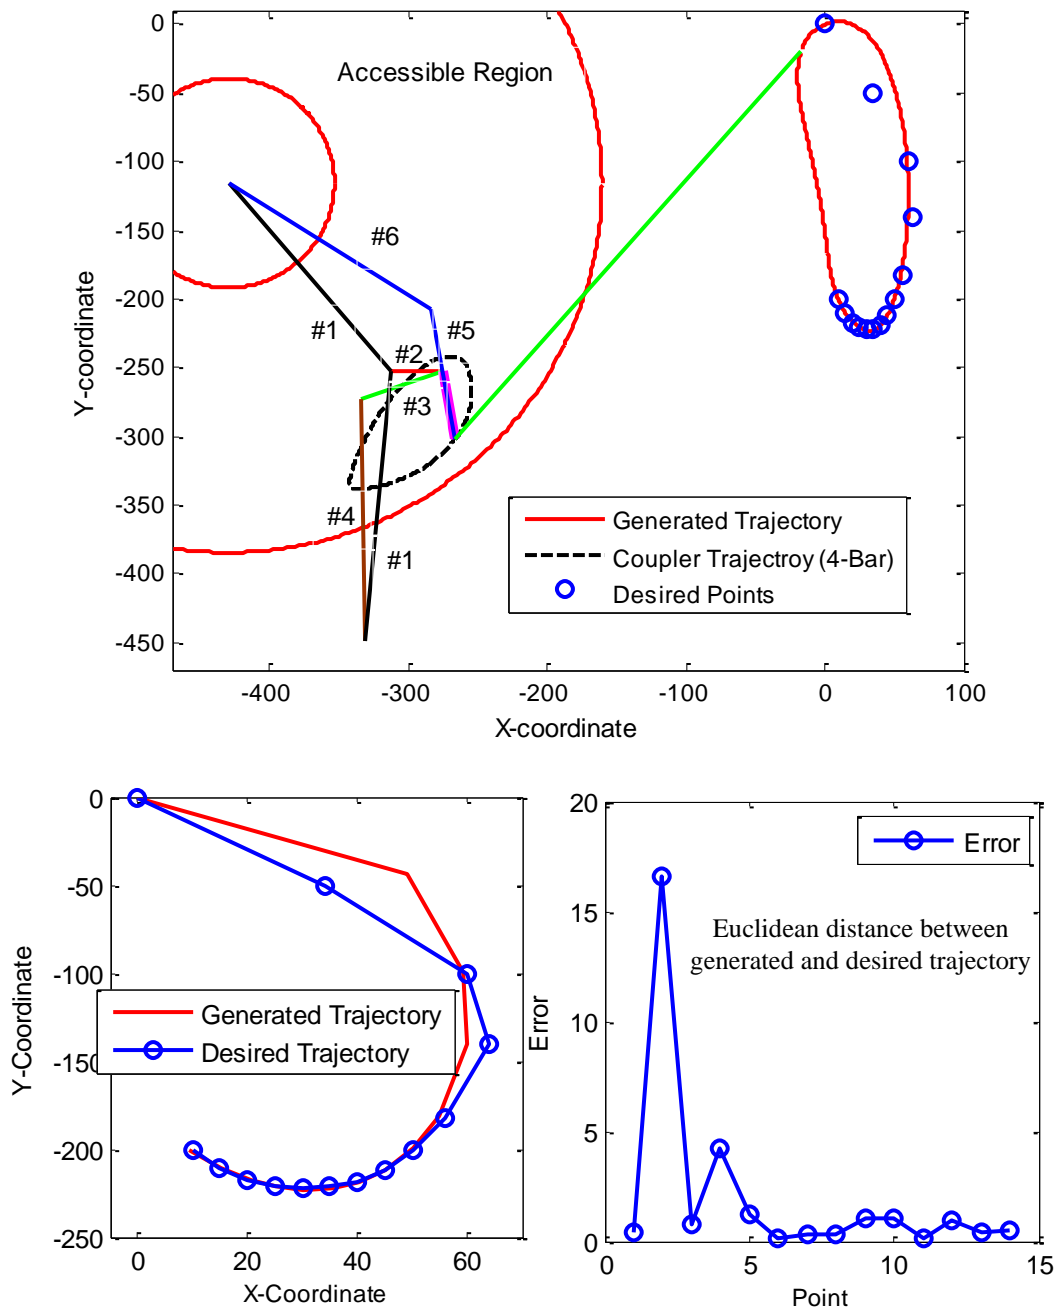 0
-50
-100
-150
-200
-250
-300
-350
-400
-450
Y-coordinate
Accessible Region
#6
#1
#5
#2
#3
#4
#1
Generated Trajectory
Coupler Trajectroy (4-Bar)
Desired Points
-400
-300
-200
-100
0
100
X-coordinate
0
-50
-100
-150
-200
-250
Y-Coordinate
Generated Trajectory
Desired Trajectory
0
20
40
60
X-Coordinate
20
15
10
5
0
Error
Error
Euclidean distance between
generated and desired trajectory
0
5
10
15
Point